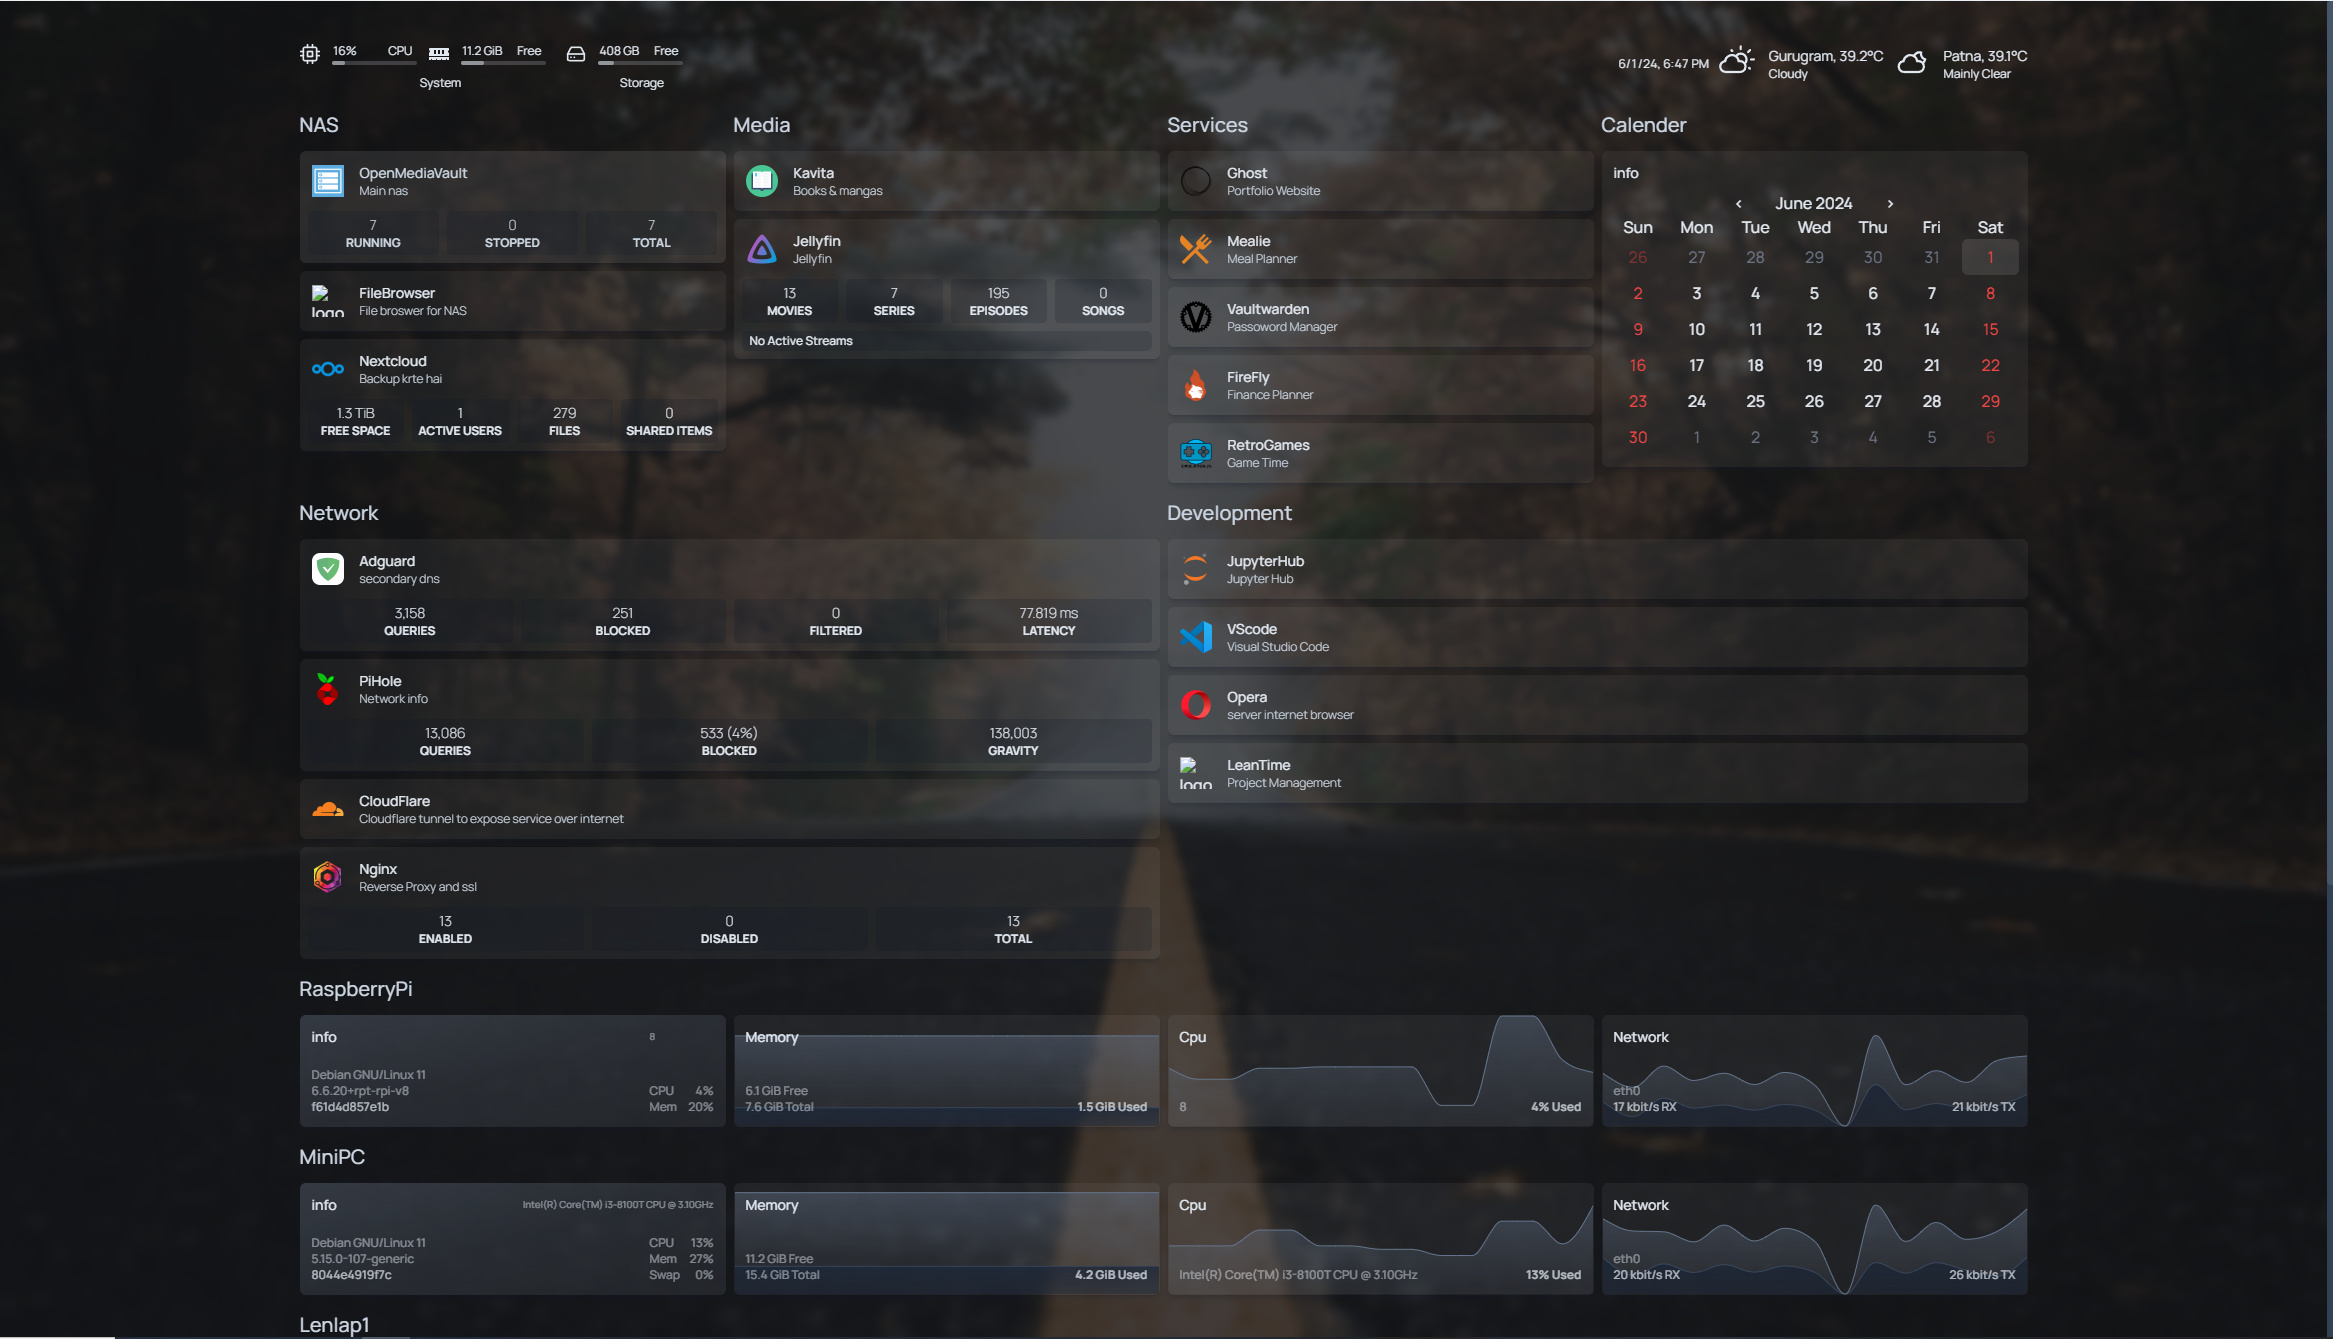 16% CPU
11.2 GiB Free
System
408 GB Free
Storage
6/1/24, 6:47 PM
Gurugram, 39.2°C
Cloudy
Patna, 39.1°C
Mainly Clear
NAS
OpenMediaVault
Main nas
7 0 7
RUNNING STOPPED TOTAL
logo
FileBrowser
File broswer for NAS
Nextcloud
Backup krte hai
1.3 TiB 1 279 0
FREE SPACE ACTIVE USERS FILES SHARED ITEMS
Media
Kavita
Books & mangas
Jellyfin
Jellyfin
13 7 195 0
MOVIES SERIES EPISODES SONGS
No Active Streams
Services
Ghost
Portfolio Website
Mealie
Meal Planner
Vaultwarden
Passoword Manager
FireFly
Finance Planner
RetroGames
Game Time
Calender
info
‹ June 2024 ›
Sun Mon Tue Wed Thu Fri Sat
26 27 28 29 30 31 1
2 3 4 5 6 7 8
9 10 11 12 13 14 15
16 17 18 19 20 21 22
23 24 25 26 27 28 29
30 1 2 3 4 5 6
Network
Adguard
secondary dns
3,158 251 0 77.819 ms
QUERIES BLOCKED FILTERED LATENCY
PiHole
Network info
13,086 533 (4%) 138,003
QUERIES BLOCKED GRAVITY
CloudFlare
Cloudflare tunnel to expose service over internet
Nginx
Reverse Proxy and ssl
13 0 13
ENABLED DISABLED TOTAL
Development
JupyterHub
Jupyter Hub
VScode
Visual Studio Code
Opera
server internet browser
logo
LeanTime
Project Management
RaspberryPi
info 8
Debian GNU/Linux 11
6.6.20+rpt-rpi-v8 CPU 4%
f61d4d857e1b Mem 20%
Memory
6.1 GiB Free
7.6 GiB Total 1.5 GiB Used
Cpu
8 4% Used
Network
eth0
17 kbit/s RX 21 kbit/s TX
MiniPC
info Intel(R) Core(TM) i3-8100T CPU @ 3.10GHz
Debian GNU/Linux 11 CPU 13%
5.15.0-107-generic Mem 27%
8044e4919f7c Swap 0%
Memory
11.2 GiB Free
15.4 GiB Total 4.2 GiB Used
Cpu
Intel(R) Core(TM) i3-8100T CPU @ 3.10GHz 13% Used
Network
eth0
20 kbit/s RX 26 kbit/s TX
Lenlap1